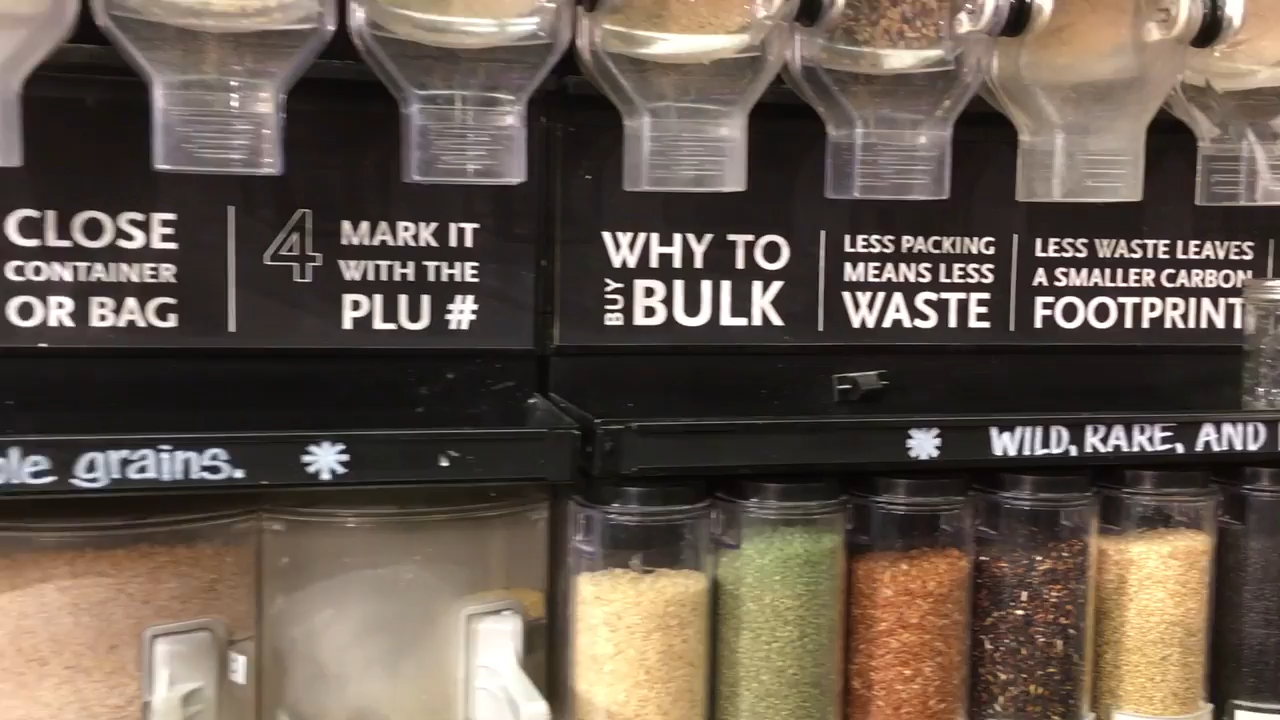 CLOSE
CONTAINER
OR BAG
4
MARK IT
WITH THE
PLU #
WHY TO
BUY BULK
LESS PACKING
MEANS LESS
WASTE
LESS WASTE LEAVES
A SMALLER CARBON
FOOTPRINT
grains. *
* WILD, RARE, AND